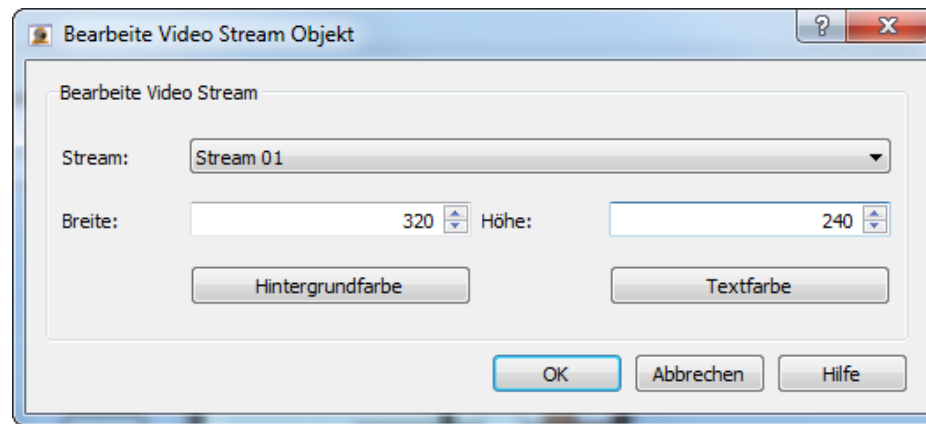 Bearbeite Video Stream Objekt
?
Bearbeite Video Stream
Stream: Stream 01
Breite: 320 Höhe: 240
Hintergrundfarbe Textfarbe
OK Abbrechen Hilfe